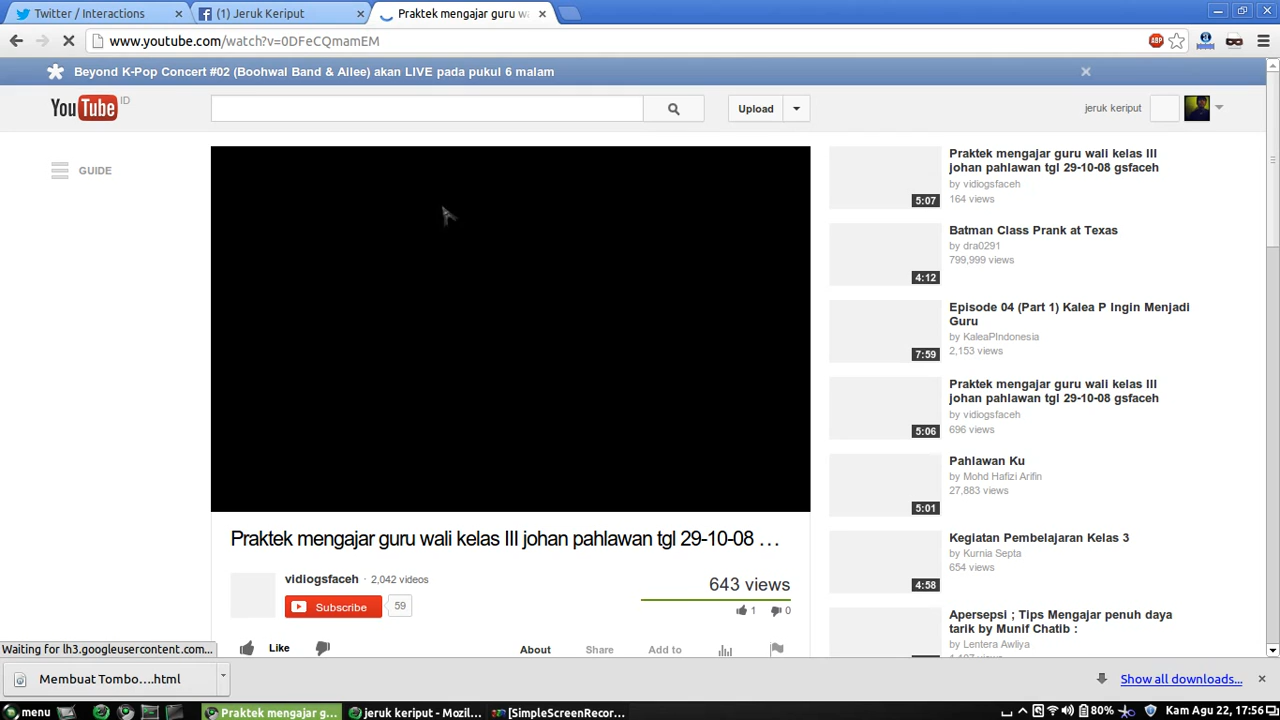 Twitter / Interactions
(1) Jeruk Keriput
Praktek mengajar guru wa
www.youtube.com/watch?v=0DFeCQmamEM
ABP
Beyond K-Pop Concert #02 (Boohwal Band & Ailee) akan LIVE pada pukul 6 malam
YouTube ID
Upload
jeruk keriput
GUIDE
Praktek mengajar guru wali kelas III
johan pahlawan tgl 29-10-08 gsfaceh
by vidiogsfaceh
164 views
5:07
Batman Class Prank at Texas
by dra0291
799,999 views
4:12
Episode 04 (Part 1) Kalea P Ingin Menjadi
Guru
by KaleaPIndonesia
2,153 views
7:59
Praktek mengajar guru wali kelas III
johan pahlawan tgl 29-10-08 gsfaceh
by vidiogsfaceh
696 views
5:06
Pahlawan Ku
by Mohd Hafizi Arifin
27,883 views
5:01
Kegiatan Pembelajaran Kelas 3
by Kurnia Septa
654 views
4:58
Apersepsi ; Tips Mengajar penuh daya
tarik by Munif Chatib :
by Lentera Awliya
Praktek mengajar guru wali kelas III johan pahlawan tgl 29-10-08 ...
vidiogsfaceh · 2,042 videos
Subscribe 59
643 views
1 0
Like
About Share Add to
Waiting for lh3.googleusercontent.com...
Membuat Tombo....html
Show all downloads...
menu
Praktek mengajar g...
jeruk keriput - Mozil...
[SimpleScreenRecor...
80%
Kam Agu 22, 17:56